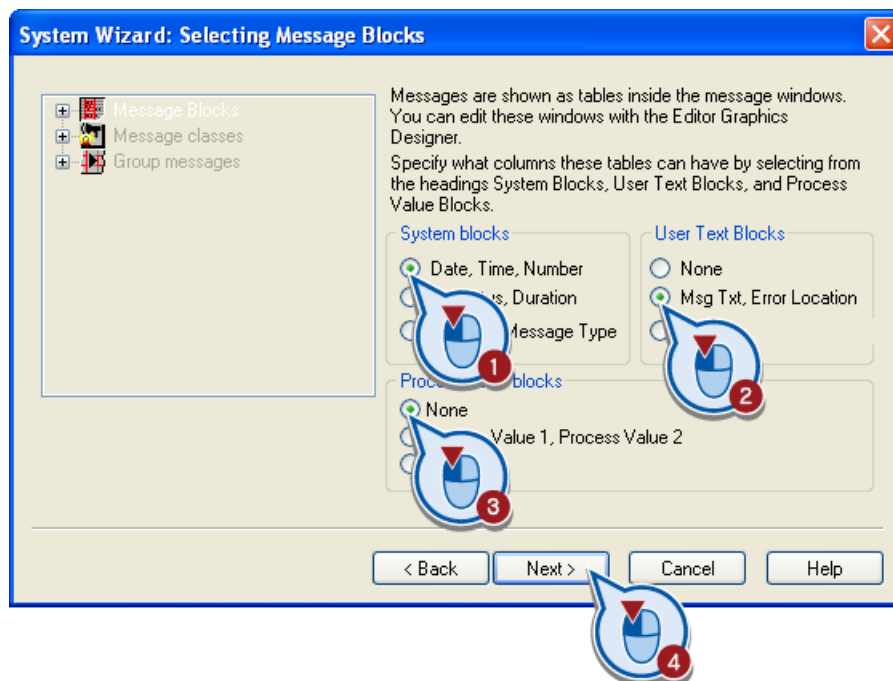 System Wizard: Selecting Message Blocks
Message Blocks
Message classes
Group messages
Messages are shown as tables inside the message windows.
You can edit these windows with the Editor Graphics
Designer.
Specify what columns these tables can have by selecting from
the headings System Blocks, User Text Blocks, and Process
Value Blocks.
System blocks
Date, Time, Number
, Duration
Message Type
1
User Text Blocks
None
Msg Txt, Error Location
2
blocks
None
Value 1, Process Value 2
3
< Back
Next >
Cancel
Help
4